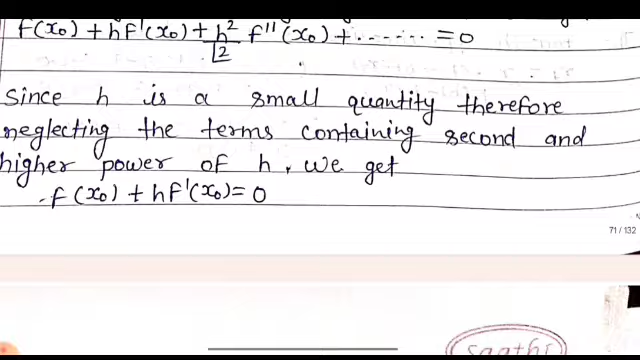 f(x₀) + hf'(x₀) + h²/⌊2 f''(x₀) + ...... = 0
Since h is a small quantity therefore
neglecting the terms containing second and
higher power of h, we get
f(x₀) + hf'(x₀) = 0
71 / 132
saathi